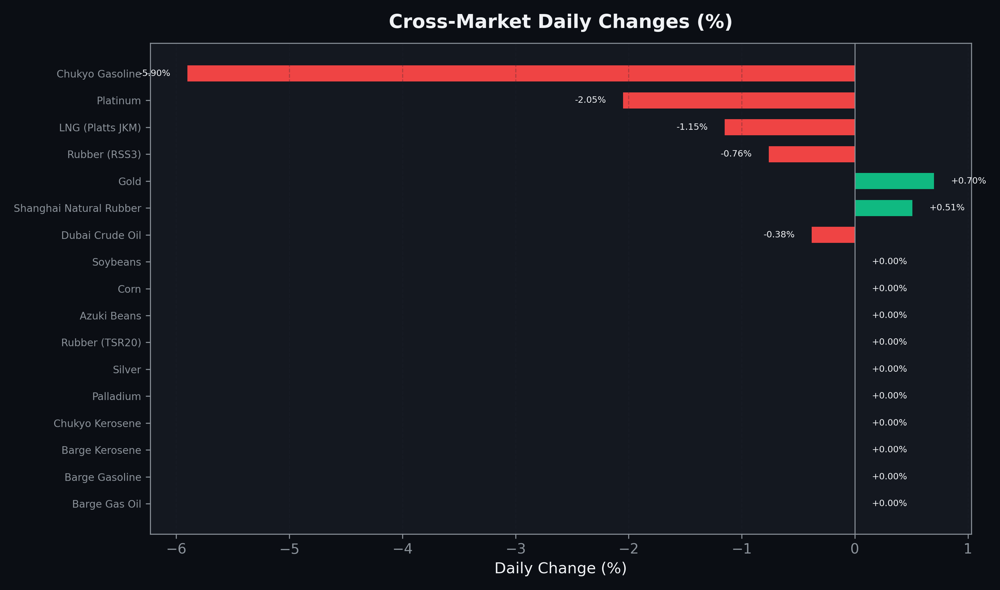 Cross-Market Daily Changes (%)
Chukyo Gasoline -5.90%
Platinum -2.05%
LNG (Platts JKM) -1.15%
Rubber (RSS3) -0.76%
Gold +0.70%
Shanghai Natural Rubber +0.51%
Dubai Crude Oil -0.38%
Soybeans +0.00%
Corn +0.00%
Azuki Beans +0.00%
Rubber (TSR20) +0.00%
Silver +0.00%
Palladium +0.00%
Chukyo Kerosene +0.00%
Barge Kerosene +0.00%
Barge Gasoline +0.00%
Barge Gas Oil +0.00%
−6 −5 −4 −3 −2 −1 0 1
Daily Change (%)